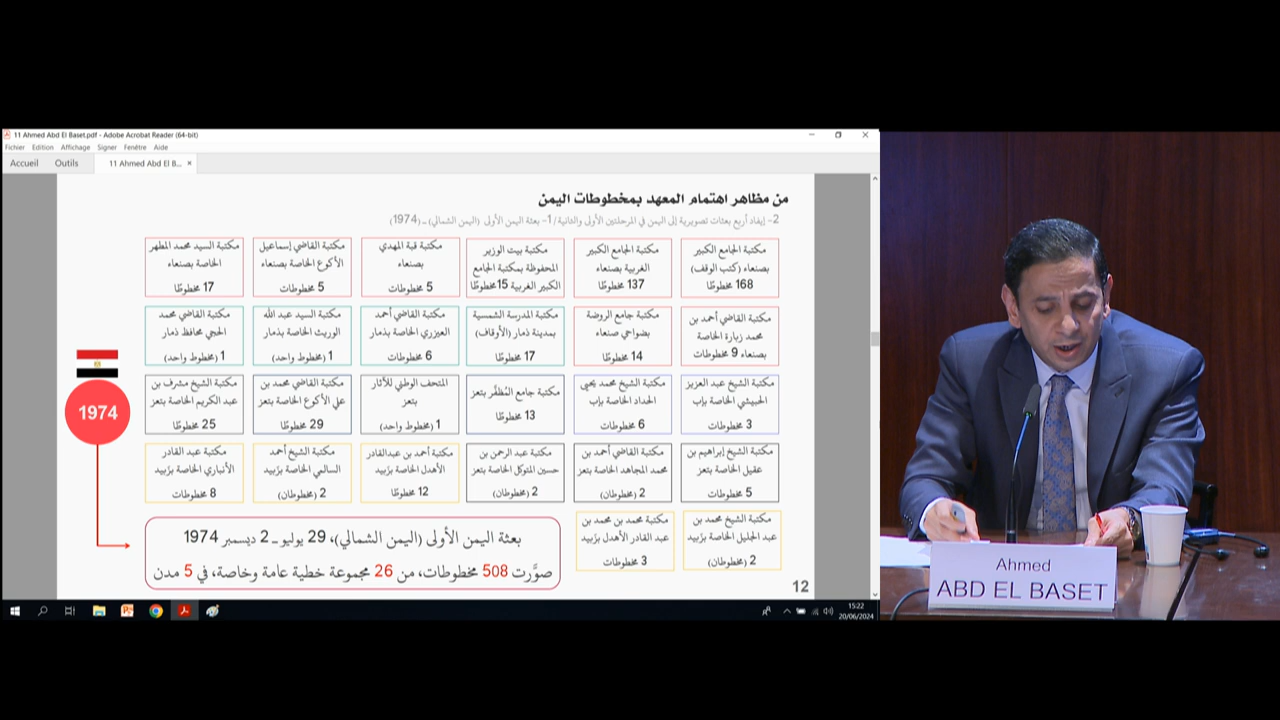 11 Ahmed Abd El Baset.pdf - Adobe Acrobat Reader (64-bit)
Fichier Edition Affichage Signer Fenêtre Aide
Accueil Outils 11 Ahmed Abd El B... ×
من مظاهر اهتمام المعهد بمخطوطات اليمن
2- إيفاد أربع بعثات تصويرية إلى اليمن في المرحلتين الأولى والثانية/ 1- بعثة اليمن الأولى (اليمن الشمالي) ـ (1974)
مكتبة الجامع الكبير
بصنعاء (كتب الوقف)
168 مخطوطًا
مكتبة الجامع الكبير
الغربية بصنعاء
137 مخطوطًا
مكتبة بيت الوزير
المحفوظة بمكتبة الجامع
الكبير الغربية 15مخطوطًا
مكتبة قبة المهدي
بصنعاء
5 مخطوطات
مكتبة القاضي إسماعيل
الأكوع الخاصة بصنعاء
5 مخطوطات
مكتبة السيد محمد المطهر
الخاصة بصنعاء
17 مخطوطًا
مكتبة القاضي أحمد بن
محمد زبارة الخاصة
بصنعاء 9 مخطوطات
مكتبة جامع الروضة
بضواحي صنعاء
14 مخطوطًا
مكتبة المدرسة الشمسية
بمدينة ذمار (الأوقاف)
17 مخطوطًا
مكتبة القاضي أحمد
العيزري الخاصة بذمار
6 مخطوطات
مكتبة السيد عبد الله
الوريث الخاصة بذمار
1 (مخطوط واحد)
مكتبة القاضي محمد
الحجي محافظ ذمار
1 (مخطوط واحد)
مكتبة الشيخ عبد العزيز
الحبيشي الخاصة بإب
3 مخطوطات
مكتبة الشيخ محمد يحيى
الحداد الخاصة بإب
6 مخطوطات
مكتبة جامع المُظفَّر بتعز
13 مخطوطًا
المتحف الوطني للآثار
بتعز
1 (مخطوط واحد)
مكتبة القاضي محمد بن
علي الأكوع الخاصة بتعز
29 مخطوطًا
مكتبة الشيخ مشرف بن
عبد الكريم الخاصة بتعز
25 مخطوطًا
مكتبة الشيخ إبراهيم بن
عقيل الخاصة بتعز
5 مخطوطات
مكتبة القاضي أحمد بن
محمد المجاهد الخاصة بتعز
2 (مخطوطان)
مكتبة عبد الرحمن بن
حسين المتوكل الخاصة بتعز
2 (مخطوطان)
مكتبة أحمد بن عبدالقادر
الأهدل الخاصة بزَبيد
12 مخطوطًا
مكتبة الشيخ أحمد
السالمي الخاصة بزَبيد
2 (مخطوطان)
مكتبة عبد القادر
الأنباري الخاصة بزَبيد
8 مخطوطات
مكتبة الشيخ محمد بن
عبد الجليل الخاصة بزَبيد
2 (مخطوطان)
مكتبة محمد بن محمد بن
عبد القادر الأهدل بزَبيد
3 مخطوطات
1974
بعثة اليمن الأولى (اليمن الشمالي)، 29 يوليو ـ 2 ديسمبر 1974
صوَّرت 508 مخطوطات، من 26 مجموعة خطية عامة وخاصة، في 5 مدن
12
15:22
20/06/2024
Ahmed
ABD EL BASET